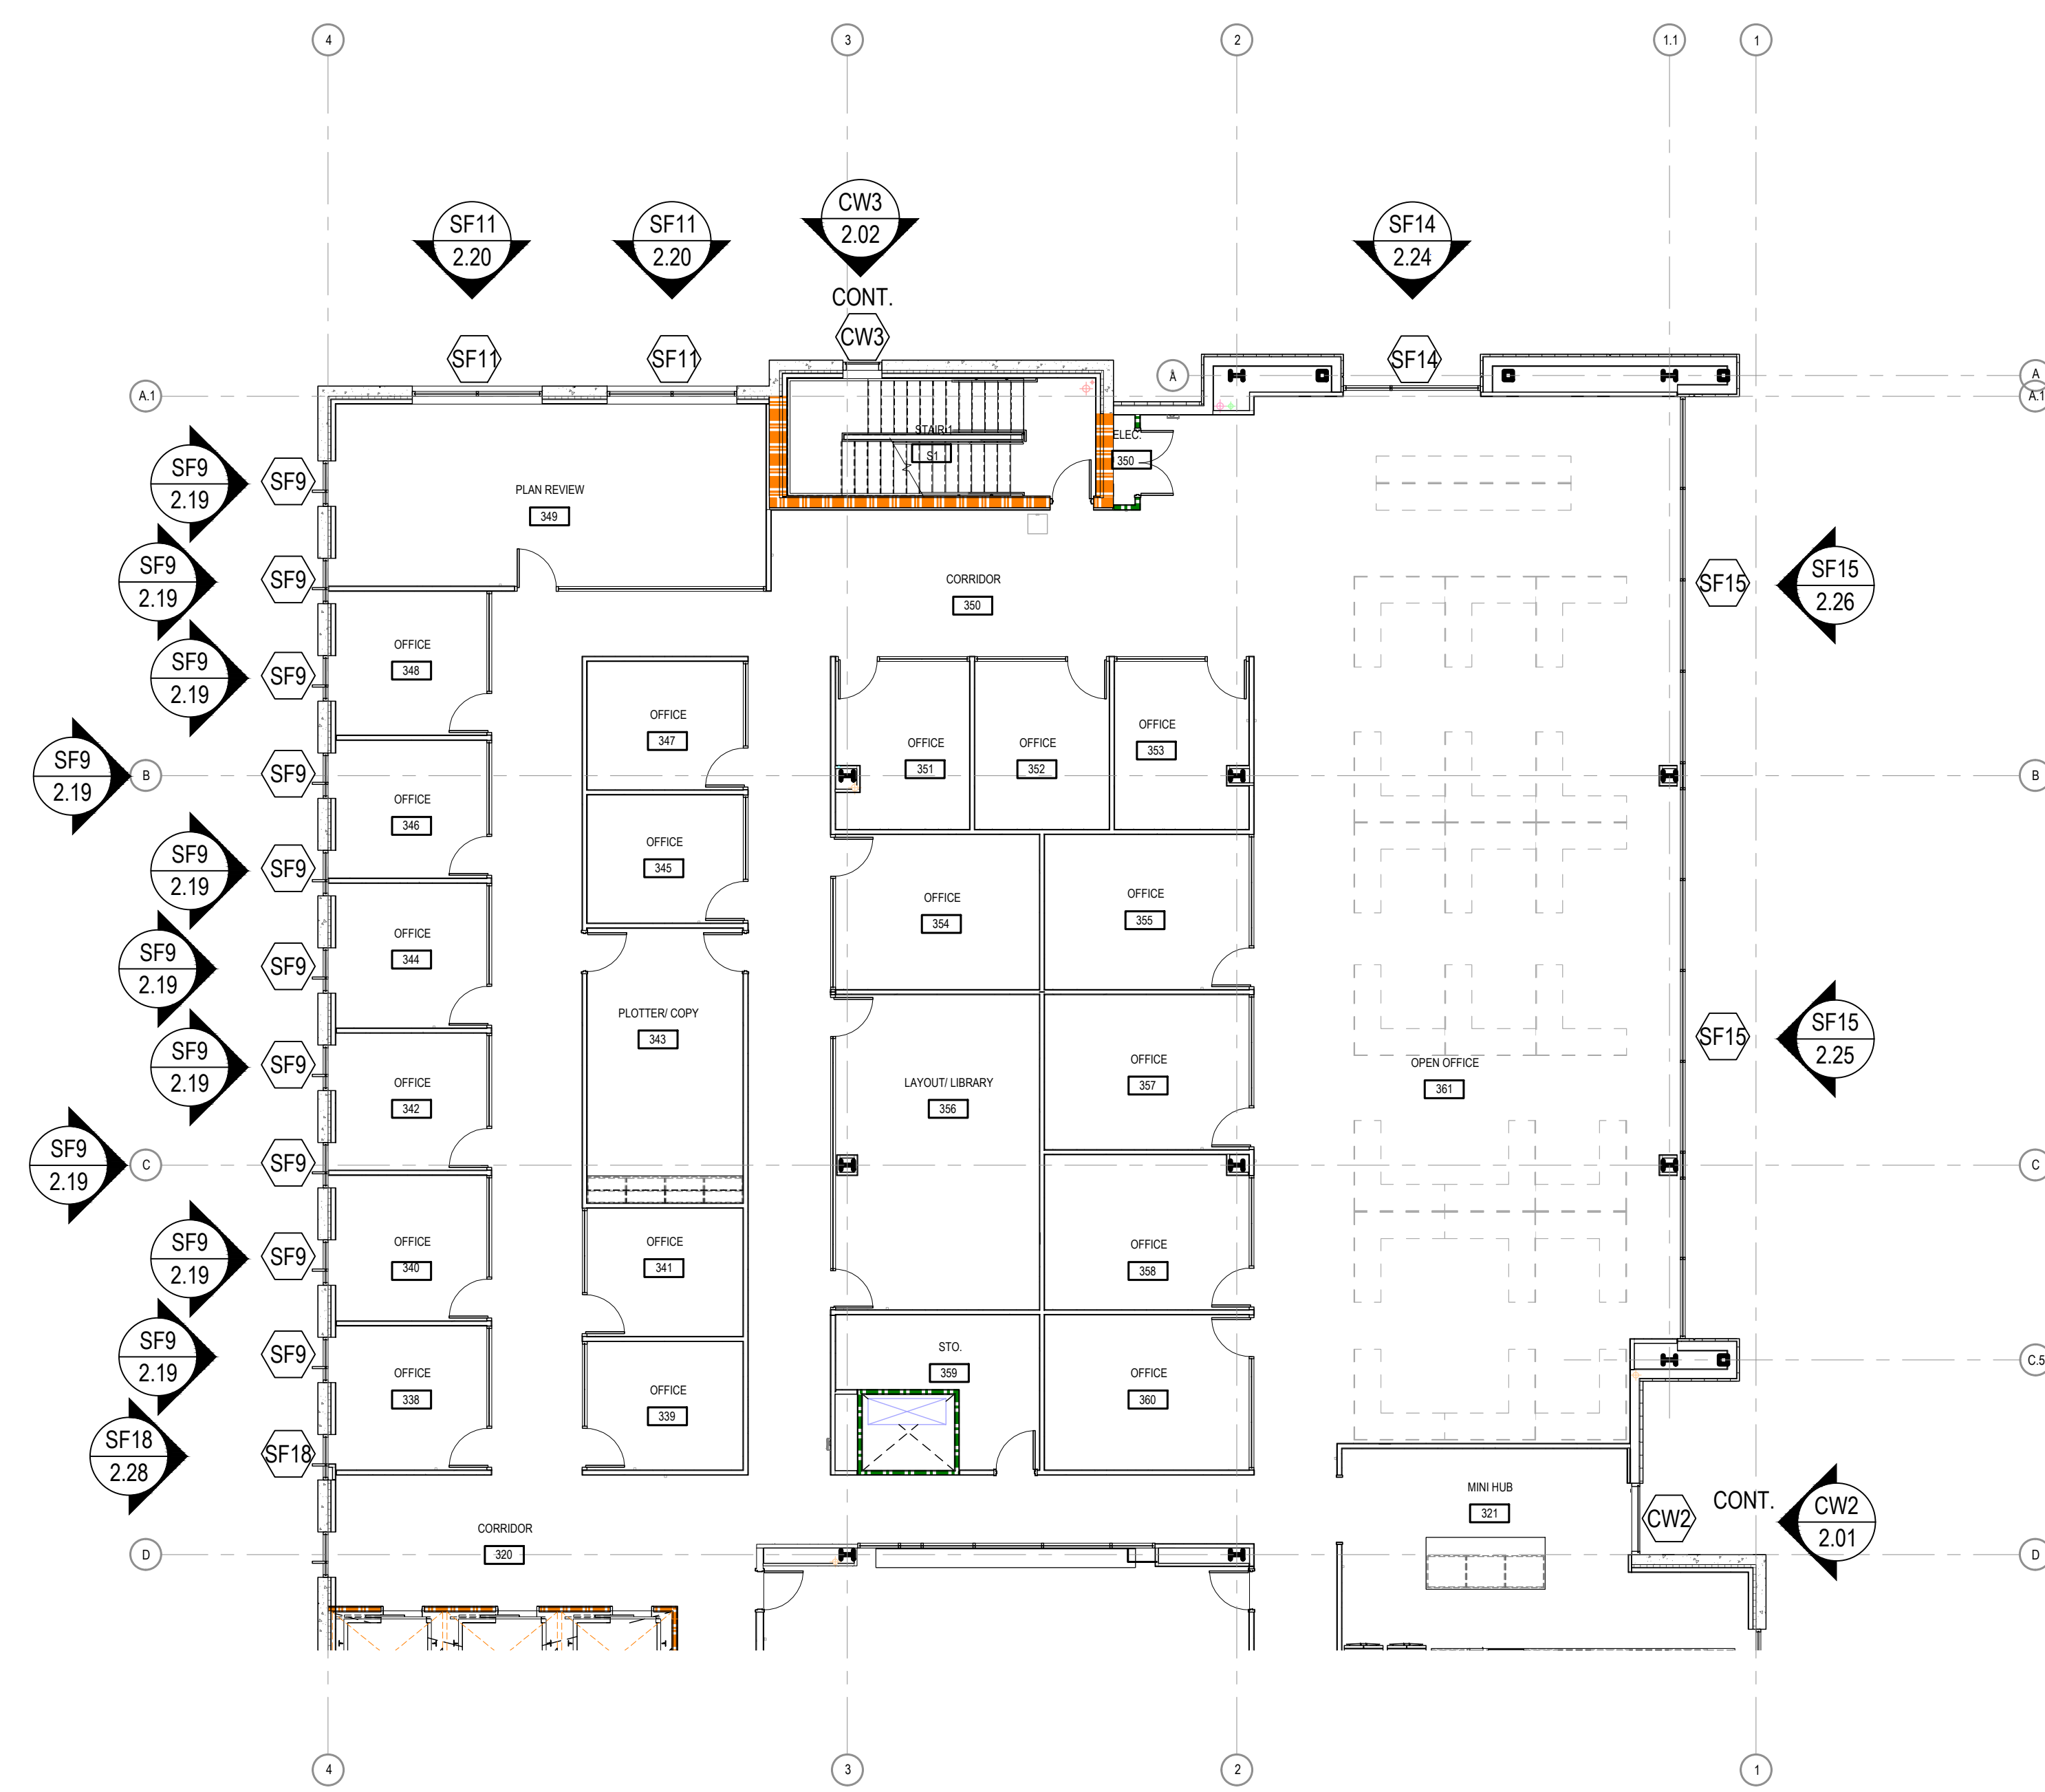 4
3
2
1.1
1
CW3
2.02
SF11
2.20
SF11
2.20
SF14
2.24
CONT.
CW3
SF11
SF11
SF14
A
A
A.1
A.1
STAIR 1
S1
ELEC.
350
SF9
2.19
SF9
PLAN REVIEW
349
SF9
2.19
SF9
CORRIDOR
350
SF15
SF15
2.26
SF9
2.19
SF9
OFFICE
348
OFFICE
347
OFFICE
351
OFFICE
352
OFFICE
353
SF9
2.19
B
SF9
B
OFFICE
346
SF9
2.19
SF9
OFFICE
345
OFFICE
354
OFFICE
355
SF9
2.19
SF9
OFFICE
344
PLOTTER/ COPY
343
SF15
SF15
2.25
SF9
2.19
SF9
OFFICE
342
LAYOUT/ LIBRARY
356
OFFICE
357
OPEN OFFICE
361
SF9
2.19
C
SF9
C
SF9
2.19
SF9
OFFICE
340
OFFICE
341
OFFICE
358
SF9
2.19
SF9
OFFICE
338
OFFICE
339
STO.
359
OFFICE
360
C.5
SF18
2.28
SF18
MINI HUB
321
CONT.
CW2
CW2
2.01
CORRIDOR
320
D
D
4
3
2
1